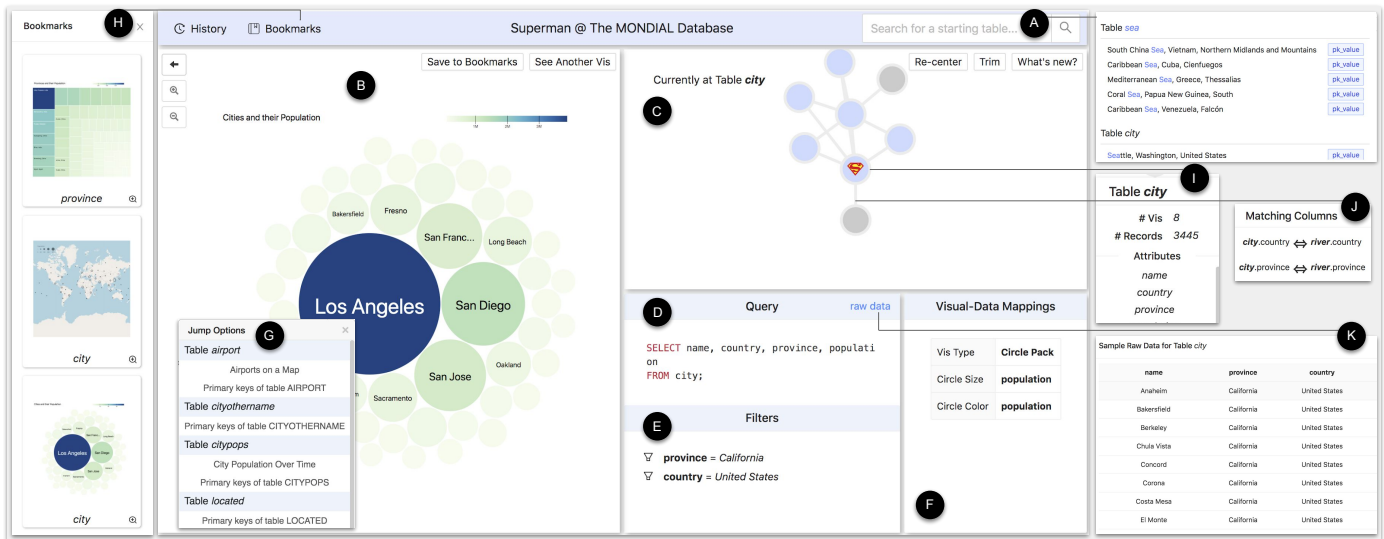 Bookmarks
H
×
province
city
city
Cities and their Population
Los Angeles
San Diego
San Jose
History
Bookmarks
Superman @ The MONDIAL Database
Search for a starting table...
A
B
Save to Bookmarks
See Another Vis
Cities and their Population
1M
2M
3M
Bakersfield
Fresno
San Franc...
Long Beach
Los Angeles
San Diego
San Jose
Oakland
Sacramento
Jump Options
G
×
Table airport
Airports on a Map
Primary keys of table AIRPORT
Table cityothername
Primary keys of table CITYOTHERNAME
Table citypops
City Population Over Time
Primary keys of table CITYPOPS
Table located
Primary keys of table LOCATED
Currently at Table city
C
Re-center
Trim
What's new?
D
Query
raw data
SELECT name, country, province, populati
on
FROM city;
E
Filters
province = California
country = United States
Visual-Data Mappings
Vis Type Circle Pack
Circle Size population
Circle Color population
F
Table sea
South China Sea, Vietnam, Northern Midlands and Mountains pk_value
Caribbean Sea, Cuba, Cienfuegos pk_value
Mediterranean Sea, Greece, Thessalias pk_value
Coral Sea, Papua New Guinea, South pk_value
Caribbean Sea, Venezuela, Falcón pk_value
Table city
Seattle, Washington, United States pk_value
I
Table city
# Vis 8
# Records 3445
Attributes
name
country
province
J
Matching Columns
city.country ⇔ river.country
city.province ⇔ river.province
K
Sample Raw Data for Table city
name province country
Anaheim California United States
Bakersfield California United States
Berkeley California United States
Chula Vista California United States
Concord California United States
Corona California United States
Costa Mesa California United States
El Monte California United States